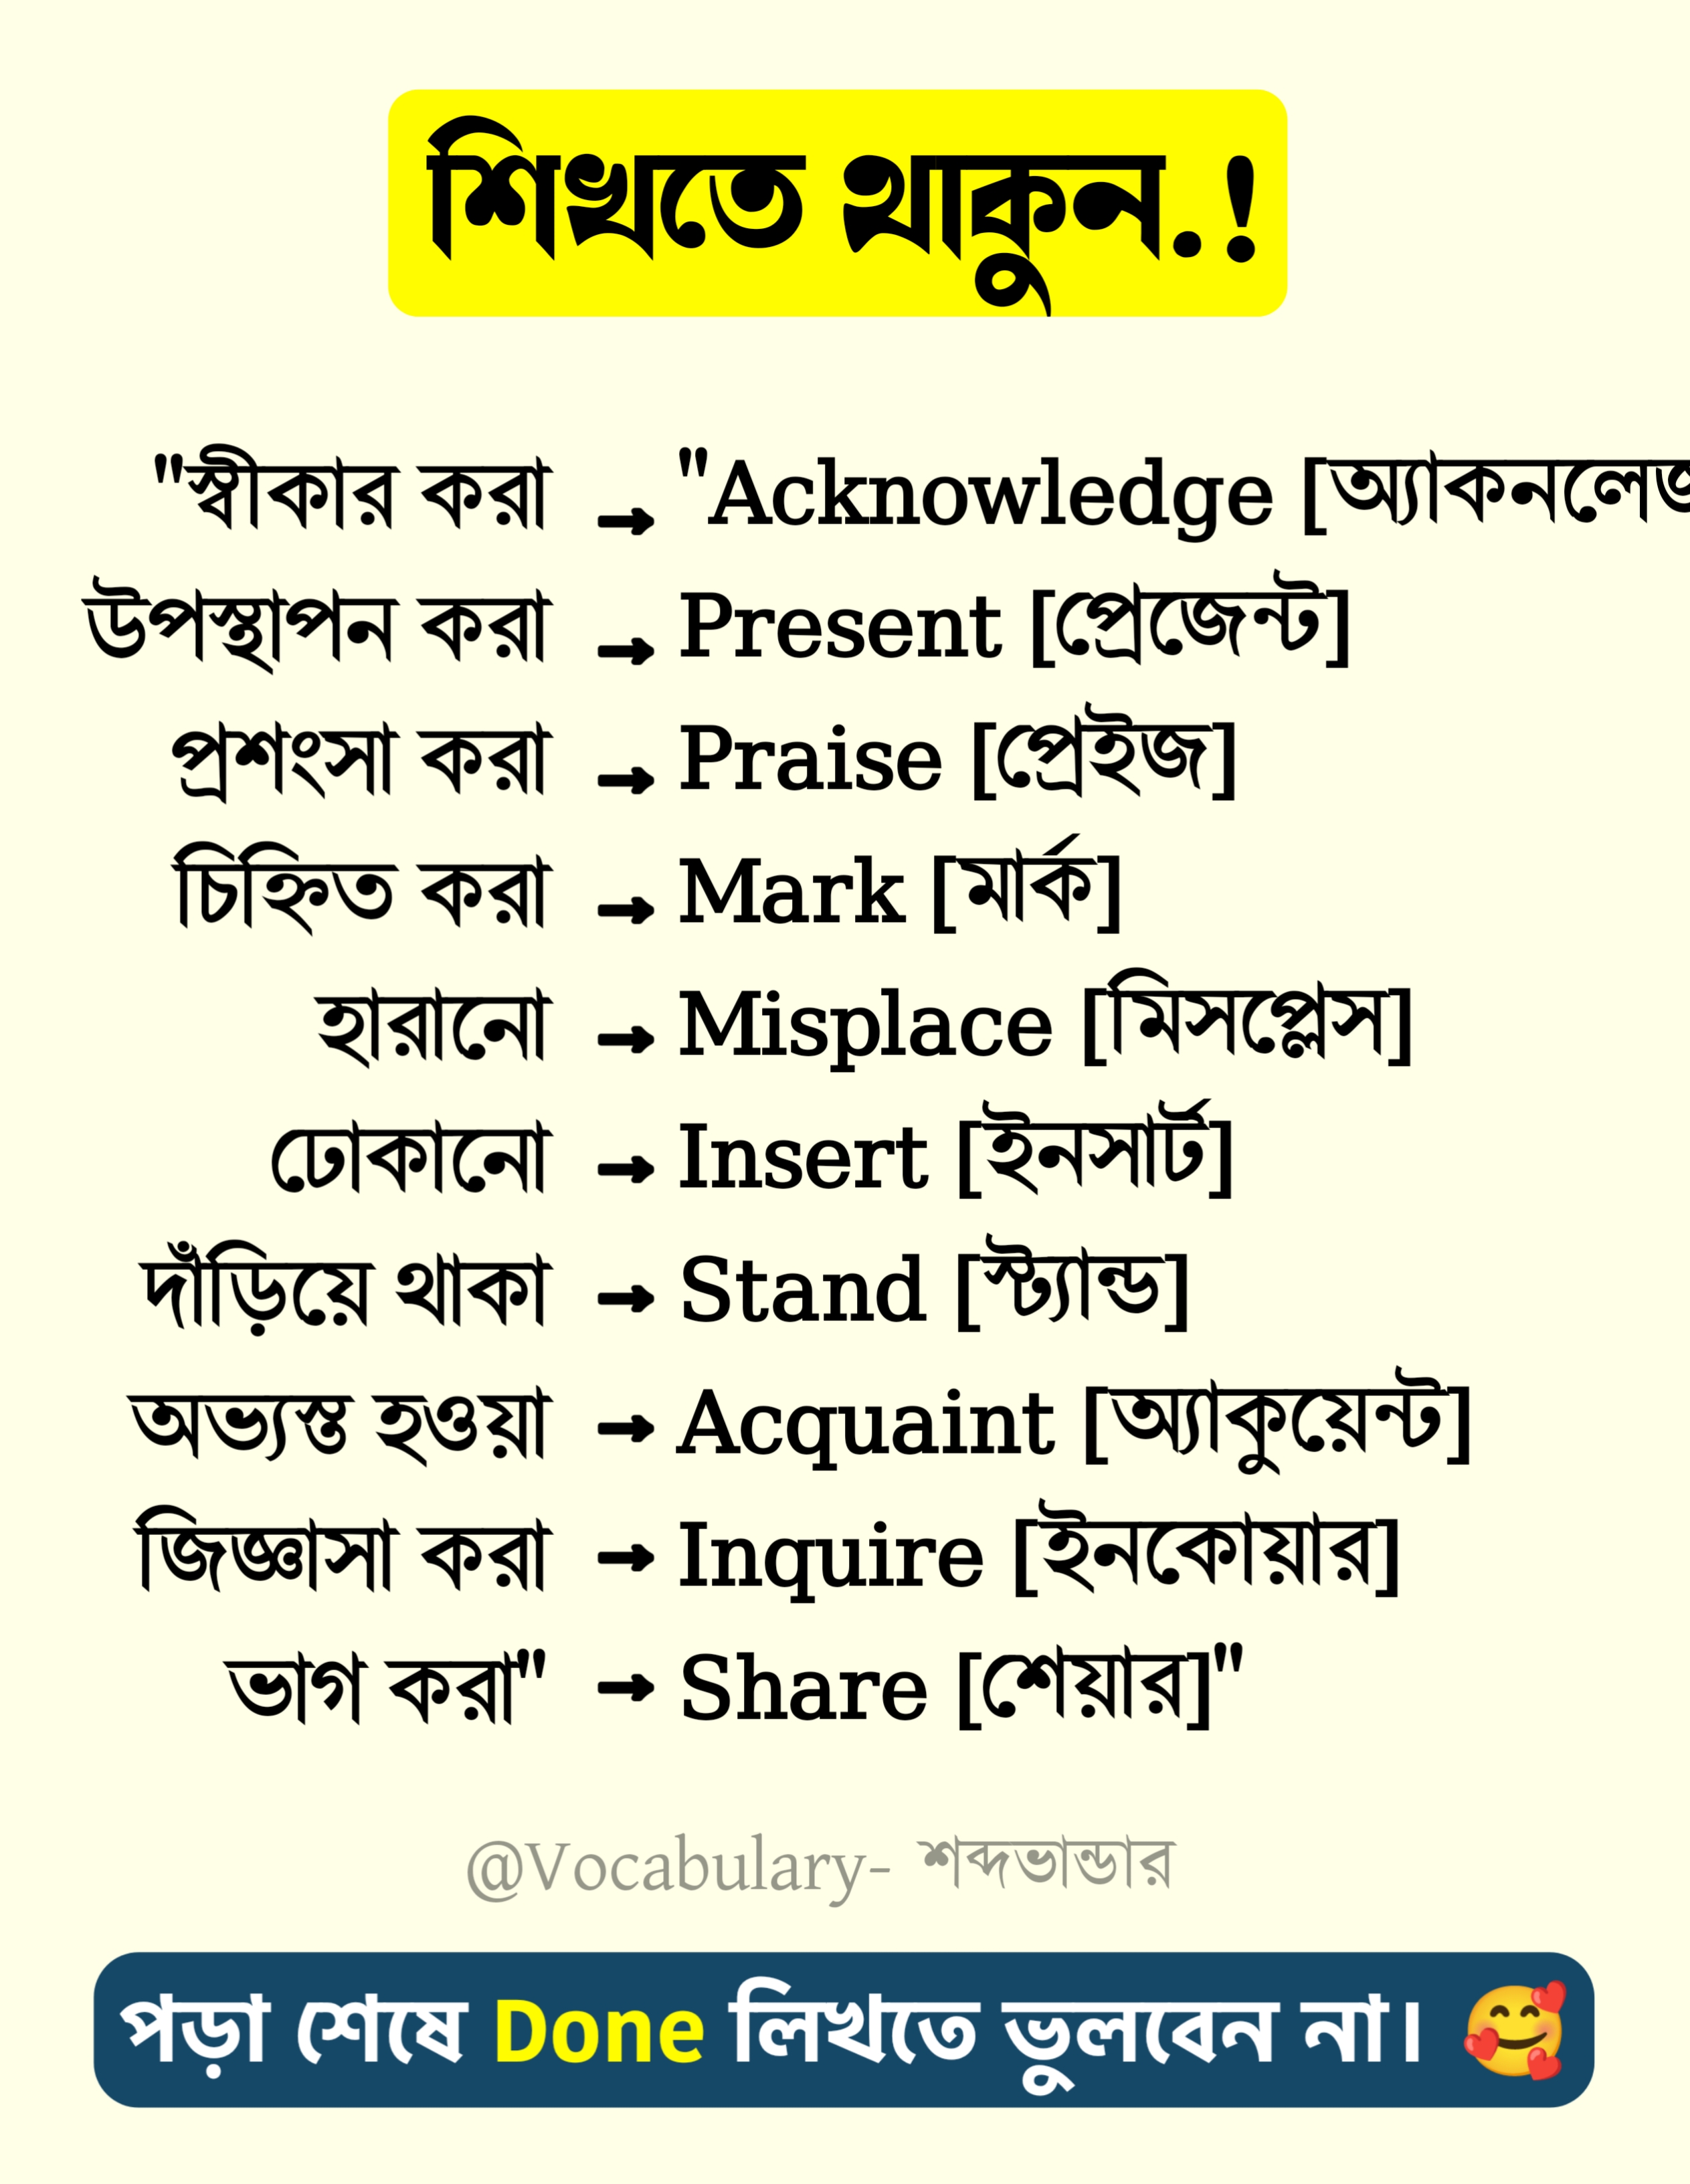 শিখতে থাকুন.!
"স্বীকার করা → "Acknowledge [অ্যাকনলেজ
উপস্থাপন করা → Present [প্রেজেন্ট]
প্রশংসা করা → Praise [প্রেইজ]
চিহ্নিত করা → Mark [মার্ক]
হারানো → Misplace [মিসপ্লেস]
ঢোকানো → Insert [ইনসার্ট]
দাঁড়িয়ে থাকা → Stand [স্ট্যান্ড]
অভ্যস্ত হওয়া → Acquaint [অ্যাকুয়েন্ট]
জিজ্ঞাসা করা → Inquire [ইনকোয়ার]
ভাগ করা" → Share [শেয়ার]"
@Vocabulary- শব্দভান্ডার
পড়া শেষে Done লিখতে ভুলবেন না। 🥰